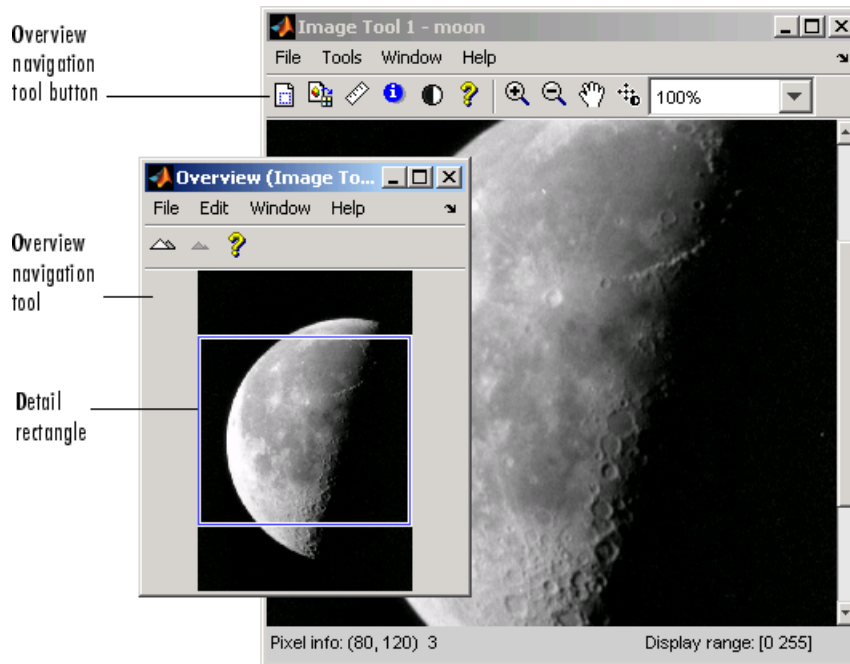 Overview
navigation
tool button
Image Tool 1 - moon
File Tools Window Help
100%
Overview (Image To...
File Edit Window Help
Overview
navigation
tool
Detail
rectangle
Pixel info: (80, 120) 3
Display range: [0 255]